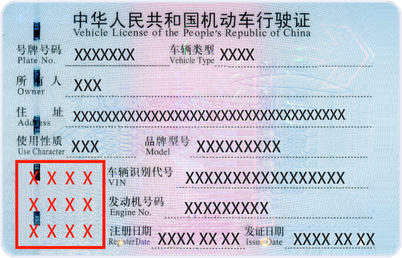 中华人民共和国机动车行驶证
Vehicle License of the People's Republic of China
号牌号码 XXXXXXX 车辆类型 XXXX
Plate No. Vehicle Type
所有人 XXX
Owner
住址 XXXXXXXXXXXXXXXXXXXXXXXXXXXXXXXXXX
Address
使用性质 XXX 品牌型号 XXXXXXXXX
Use Character Model
X X X X 车辆识别代号 XXXXXXXXXXXXXXXXX
VIN
X X X X 发动机号码 XXXXXXXXX
Engine No.
X X X X 注册日期 XXXX XX XX 发证日期 XXXX XX XX
Register Date Issue Date